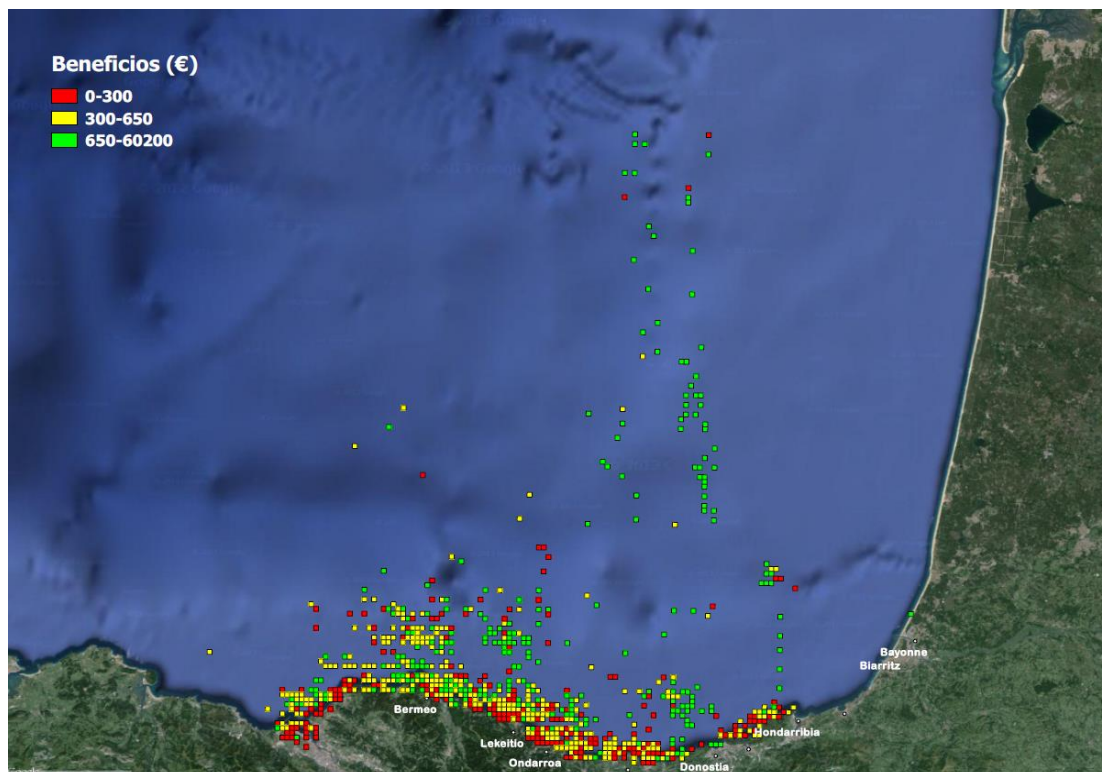 Beneficios (€)
0-300
300-650
650-60200
Bayonne
Biarritz
Bermeo
Hondarribia
Lekeitio
Ondarroa
Donostia